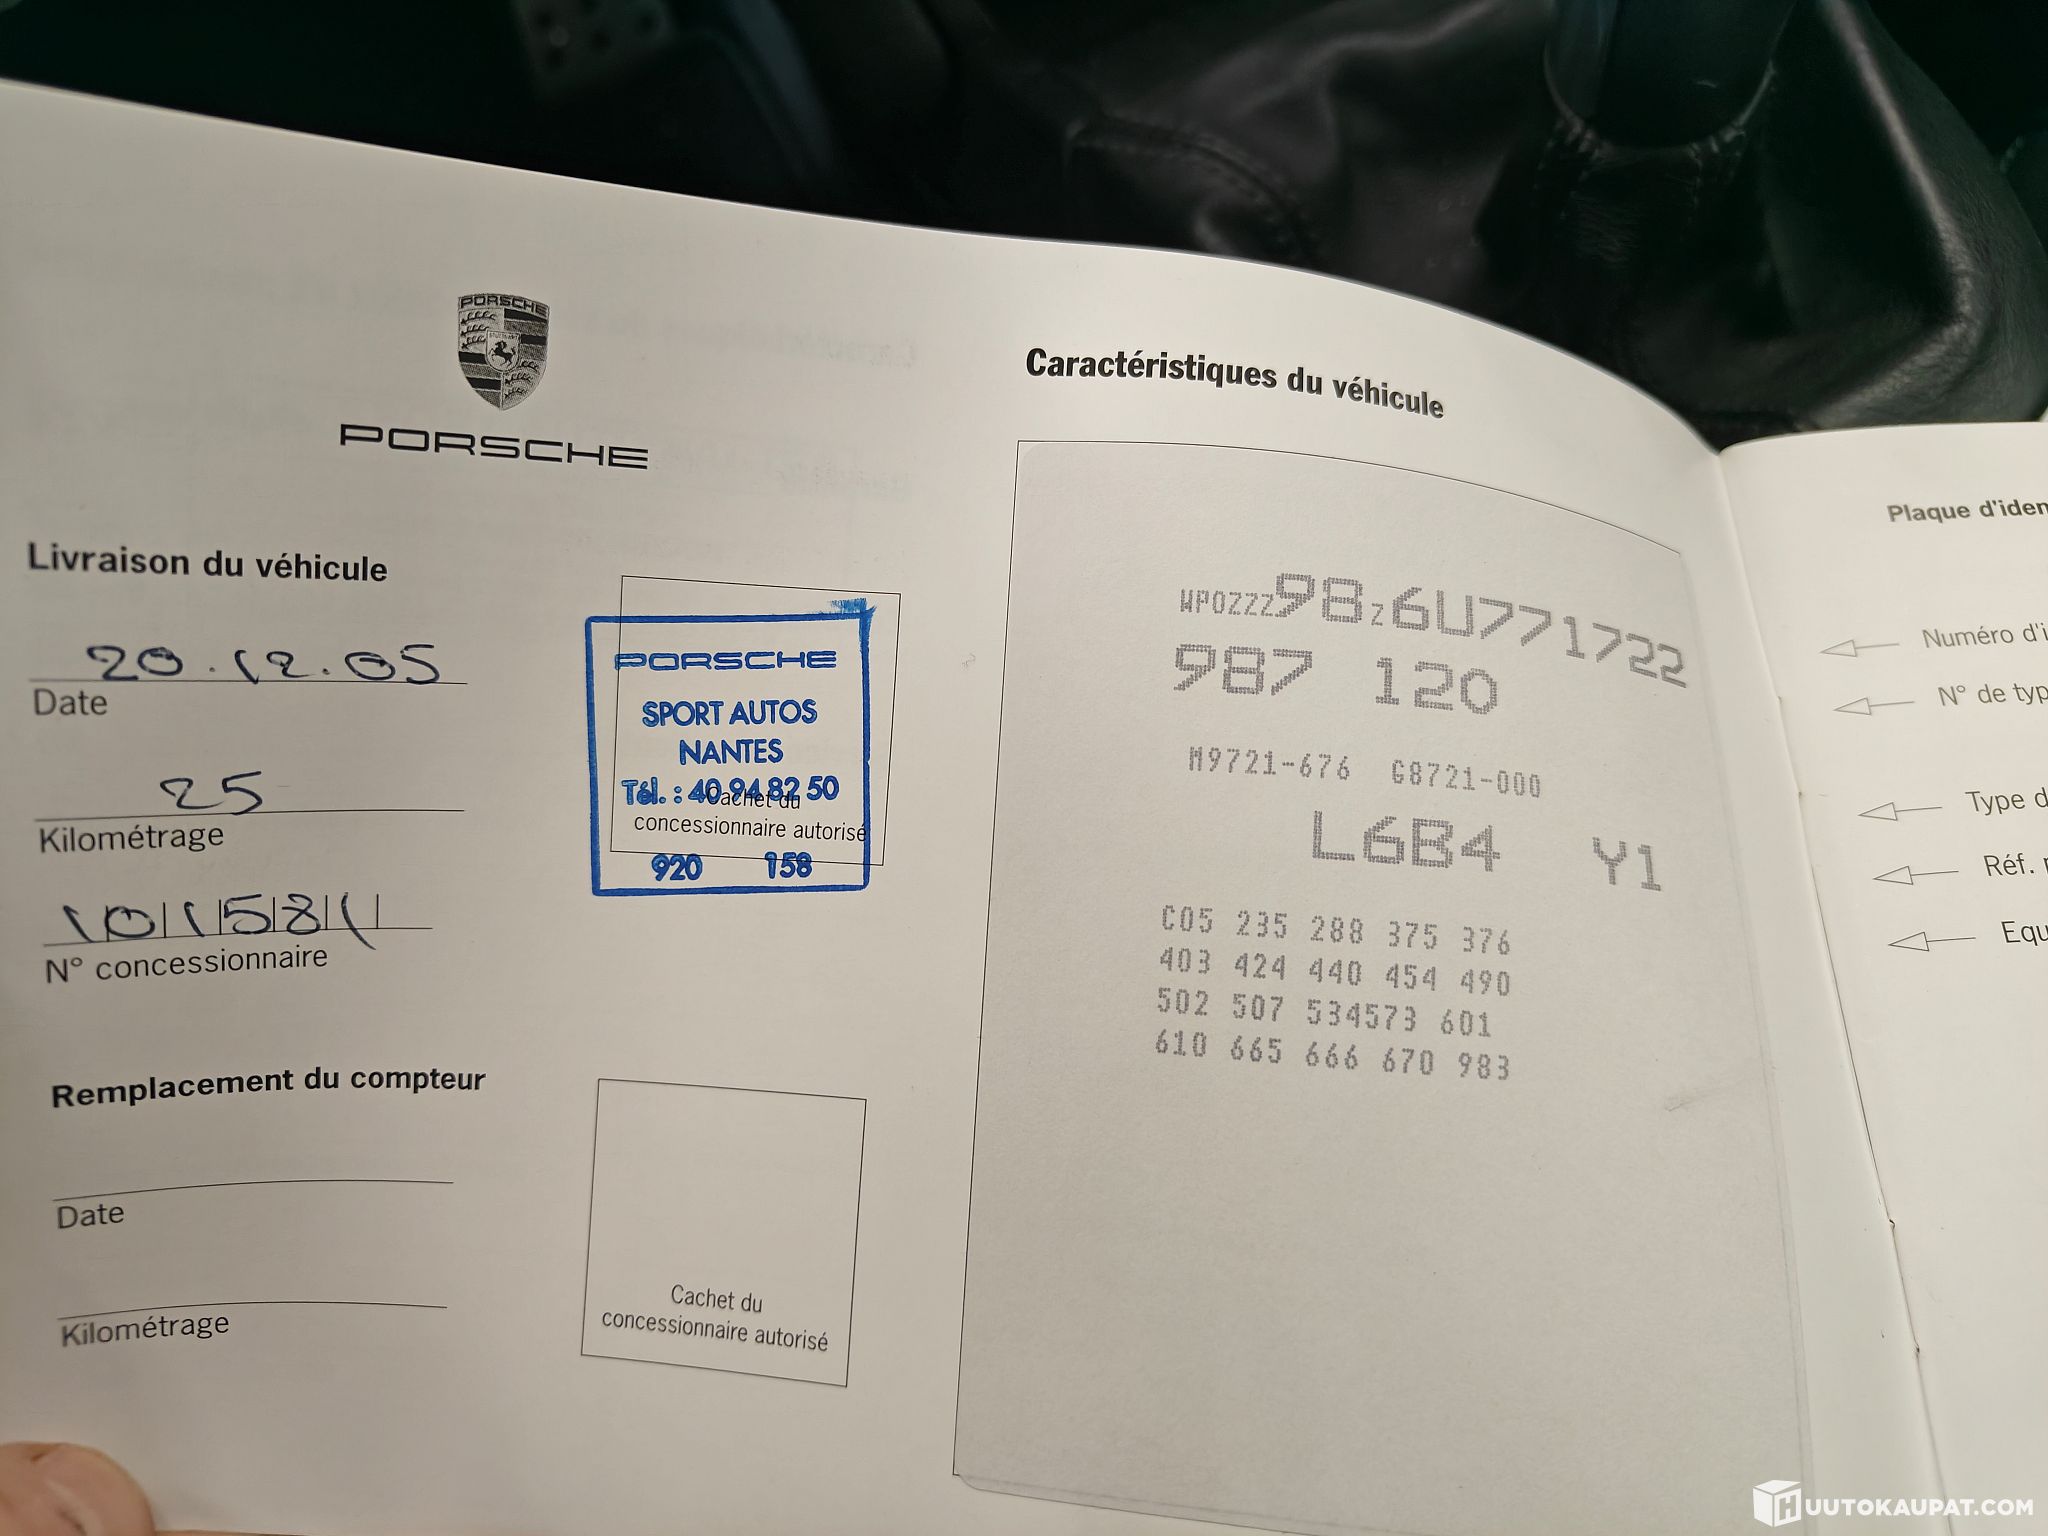 PORSCHE
PORSCHE
Livraison du véhicule
20.12.05
Date
25
Kilométrage
N° concessionnaire
PORSCHE
SPORT AUTOS
NANTES
Tél. : 40 94 82 50
Cachet du
concessionnaire autorisé
920 158
Remplacement du compteur
Date
Kilométrage
Cachet du
concessionnaire autorisé
Caractéristiques du véhicule
WP0ZZZ98Z6U771722
987 120
M9721-676 G8721-000
L6B4 Y1
C05 235 288 375 376
403 424 440 454 490
502 507 534573 601
610 665 666 670 983
Plaque d'iden
Numéro d'i
N° de typ
Type d
Réf.
Equ
HUUTOKAUPAT.COM